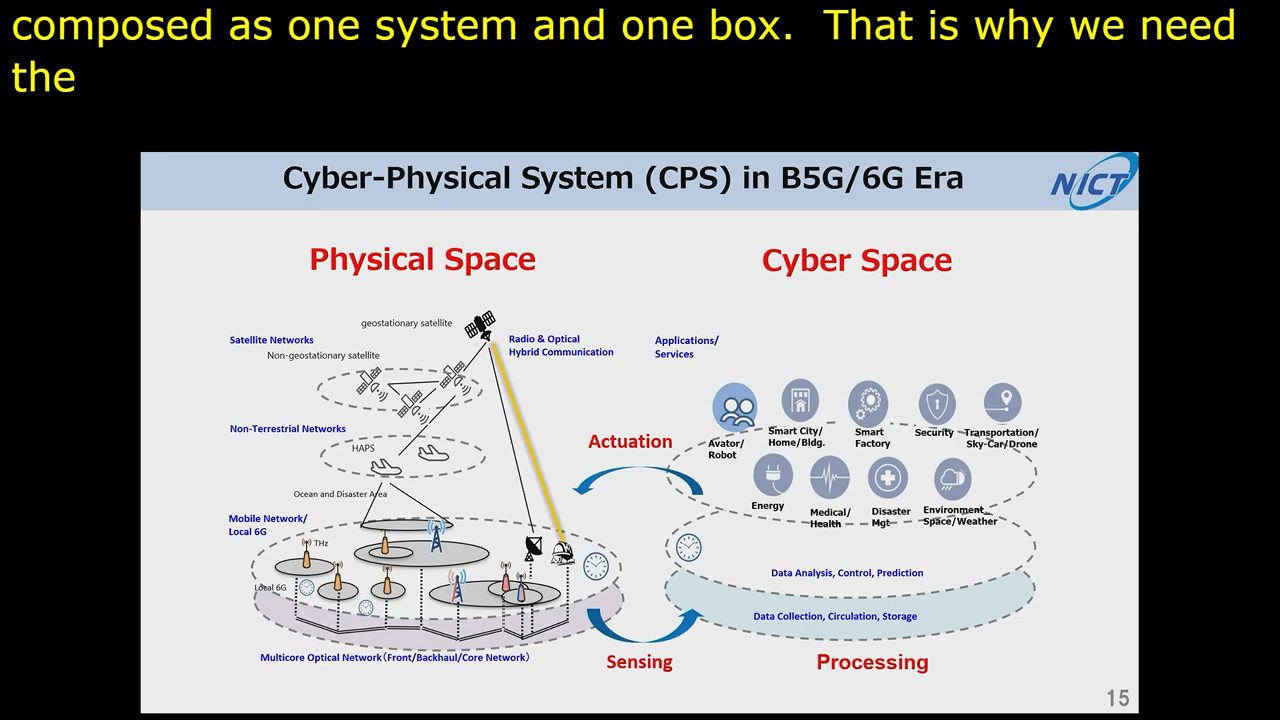 composed as one system and one box.  That is why we need
the
Cyber-Physical System (CPS) in B5G/6G Era
NICT
Physical Space
Cyber Space
geostationary satellite
Satellite Networks
Non-geostationary satellite
Radio & Optical
Hybrid Communication
Applications/
Services
Non-Terrestrial Networks
HAPS
Actuation
Avator/
Robot
Smart City/
Home/Bldg.
Smart
Factory
Security
Transportation/
Sky-Car/Drone
Ocean and Disaster Area
Energy
Medical/
Health
Disaster
Mgt
Environment
Space/Weather
Mobile Network/
Local 6G
THz
Local 6G
Data Analysis, Control, Prediction
Data Collection, Circulation, Storage
Multicore Optical Network(Front/Backhaul/Core Network)
Sensing
Processing
15